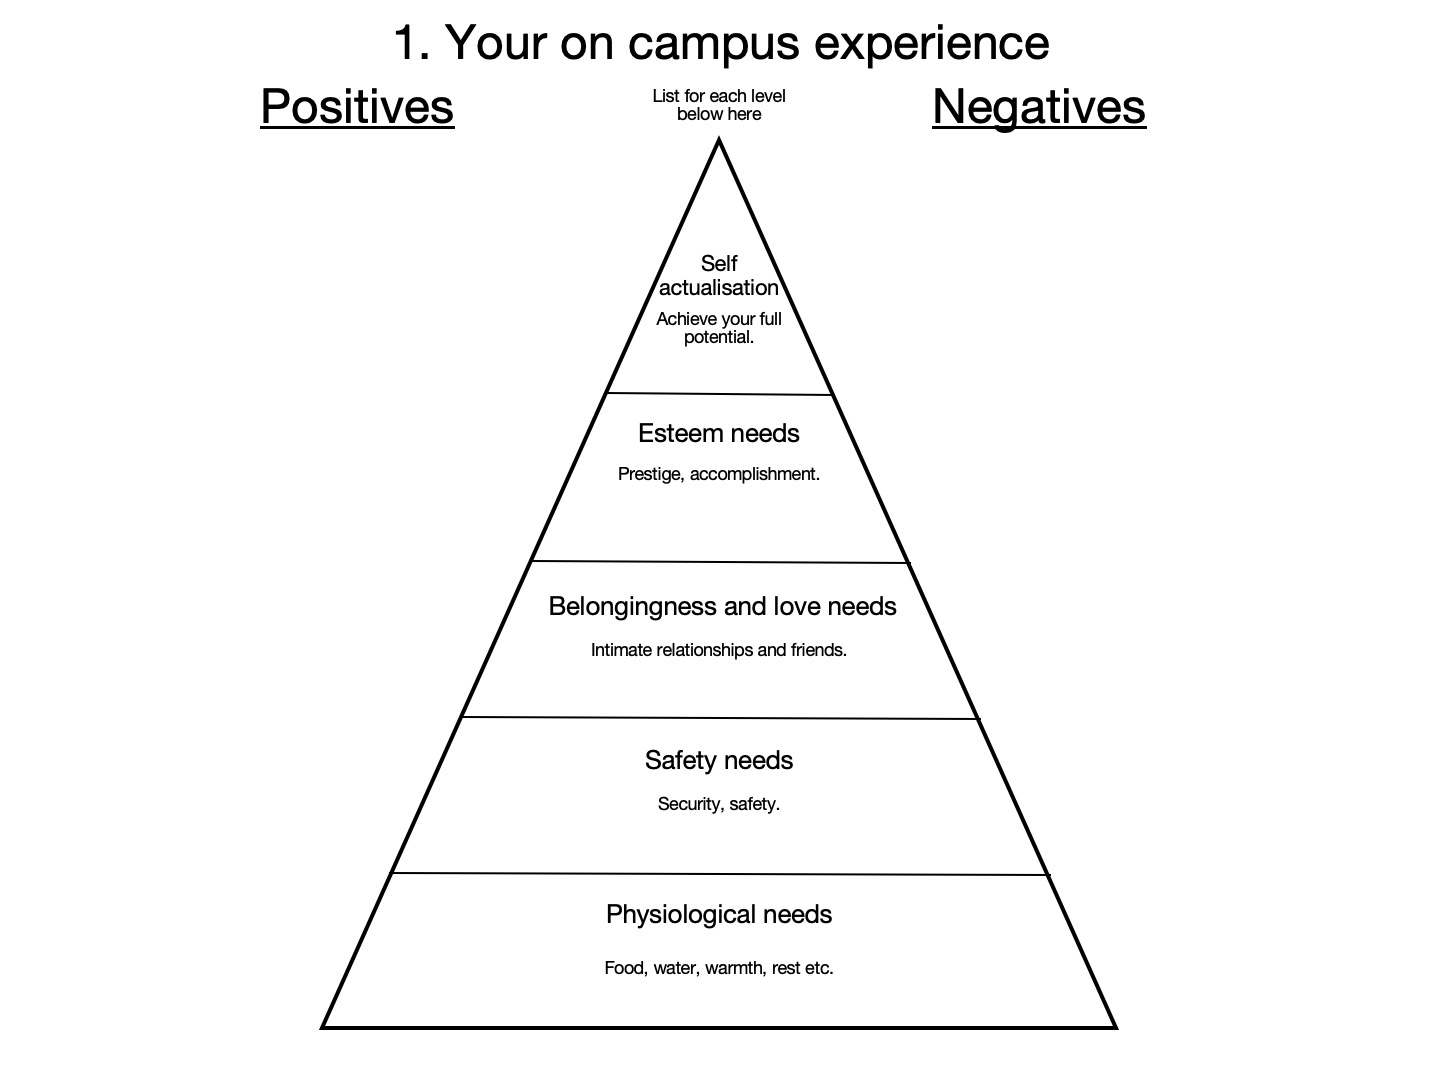 1. Your on campus experience
Positives
List for each level
below here
Negatives
Self
actualisation
Achieve your full
potential.
Esteem needs
Prestige, accomplishment.
Belongingness and love needs
Intimate relationships and friends.
Safety needs
Security, safety.
Physiological needs
Food, water, warmth, rest etc.